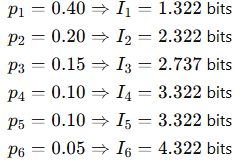 p₁ = 0.40 ⇒ I₁ = 1.322 bits
p₂ = 0.20 ⇒ I₂ = 2.322 bits
p₃ = 0.15 ⇒ I₃ = 2.737 bits
p₄ = 0.10 ⇒ I₄ = 3.322 bits
p₅ = 0.10 ⇒ I₅ = 3.322 bits
p₆ = 0.05 ⇒ I₆ = 4.322 bits